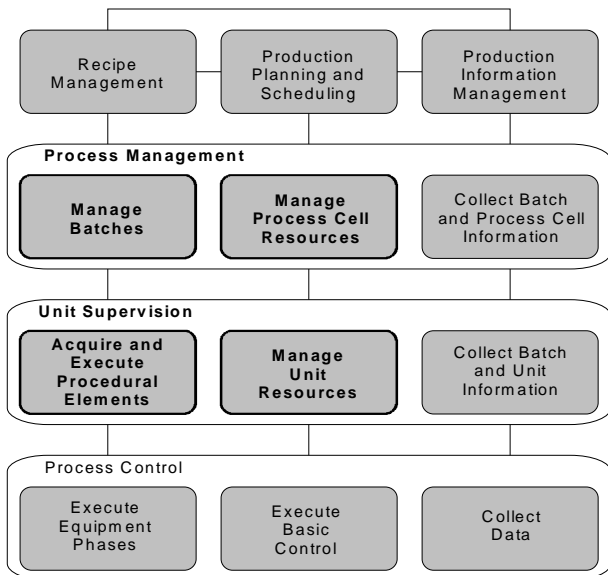 Recipe
Management
Production
Planning and
Scheduling
Production
Information
Management
Process Management
Manage
Batches
Manage
Process Cell
Resources
Collect Batch
and Process Cell
Information
Unit Supervision
Acquire and
Execute
Procedural
Elements
Manage
Unit
Resources
Collect Batch
and Unit
Information
Process Control
Execute
Equipment
Phases
Execute
Basic
Control
Collect
Data